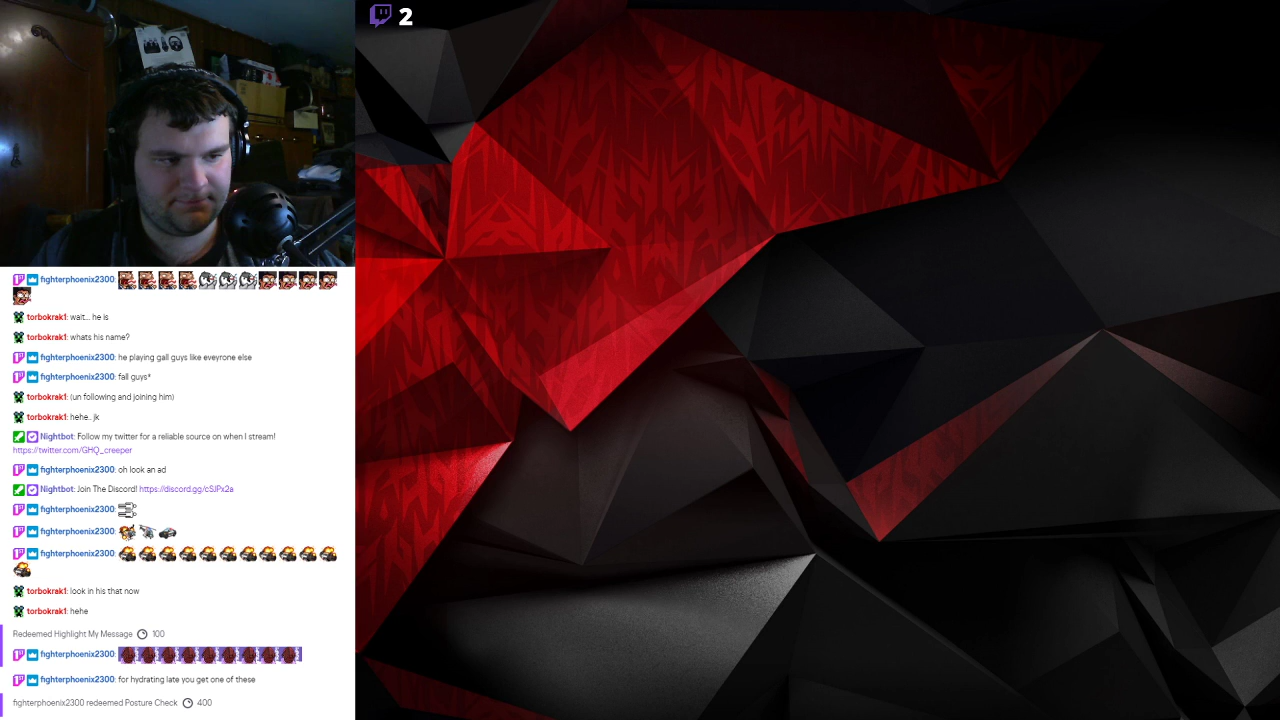 2
fighterphoenix2300:
torbokrak1: wait... he is
torbokrak1: whats his name?
fighterphoenix2300: he playing gall guys like eveyrone else
fighterphoenix2300: fall guys*
torbokrak1: (un following and joining him)
torbokrak1: hehe.. jk
Nightbot: Follow my twitter for a reliable source on when I stream!
https://twitter.com/GHQ_creeper
fighterphoenix2300: oh look an ad
Nightbot: Join The Discord! https://discord.gg/cSJPx2a
fighterphoenix2300:
fighterphoenix2300:
fighterphoenix2300:
torbokrak1: look in his that now
torbokrak1: hehe
Redeemed Highlight My Message 100
fighterphoenix2300:
fighterphoenix2300: for hydrating late you get one of these
fighterphoenix2300 redeemed Posture Check 400